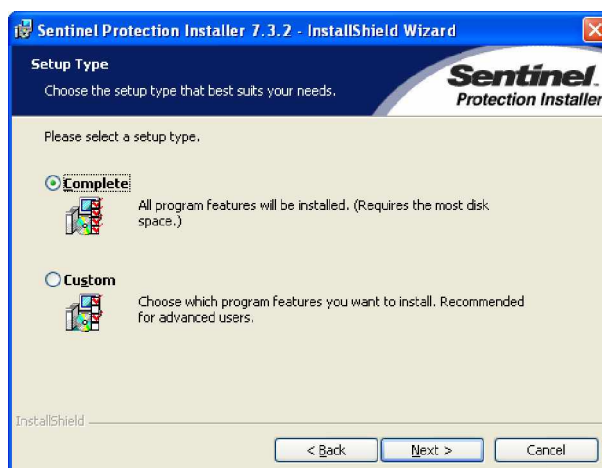 Sentinel Protection Installer 7.3.2 - InstallShield Wizard
Setup Type
Choose the setup type that best suits your needs.
Sentinel.
Protection Installer
Please select a setup type.
Complete
All program features will be installed. (Requires the most disk
space.)
Custom
Choose which program features you want to install. Recommended
for advanced users.
InstallShield
< Back
Next >
Cancel